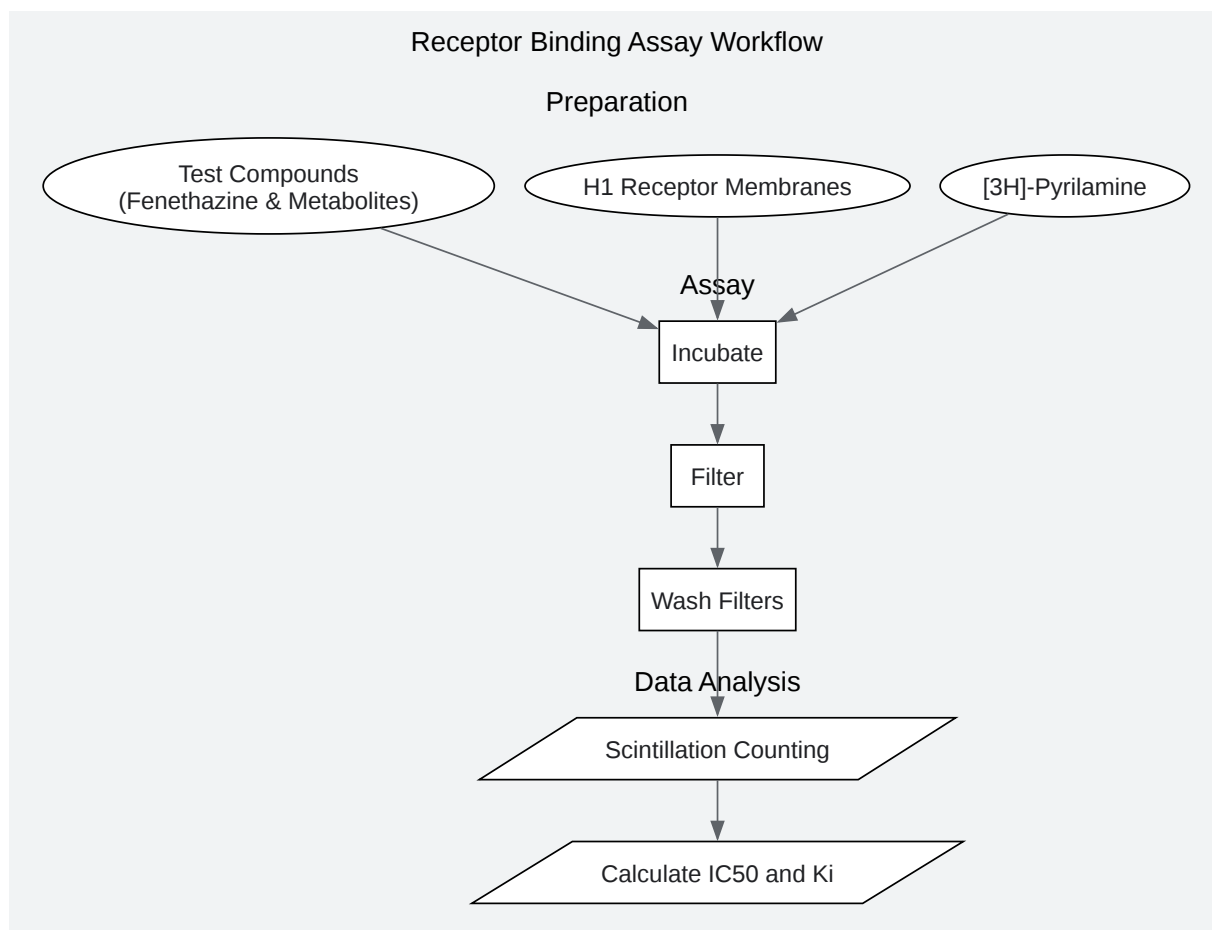 Receptor Binding Assay Workflow
Preparation
Test Compounds
(Fenethazine & Metabolites)
H1 Receptor Membranes
[3H]-Pyrilamine
Assay
Incubate
Filter
Wash Filters
Data Analysis
Scintillation Counting
Calculate IC50 and Ki